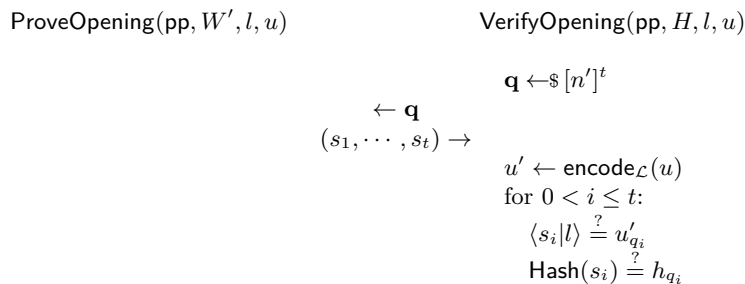 ProveOpening(pp, W′, l, u) VerifyOpening(pp, H, l, u)
q ←$ [n′]^t
← q
(s_1, ⋯ , s_t) →
u′ ← encode_ℒ(u)
for 0 < i ≤ t:
⟨s_i|l⟩ ≟ u′_{q_i}
Hash(s_i) ≟ h_{q_i}